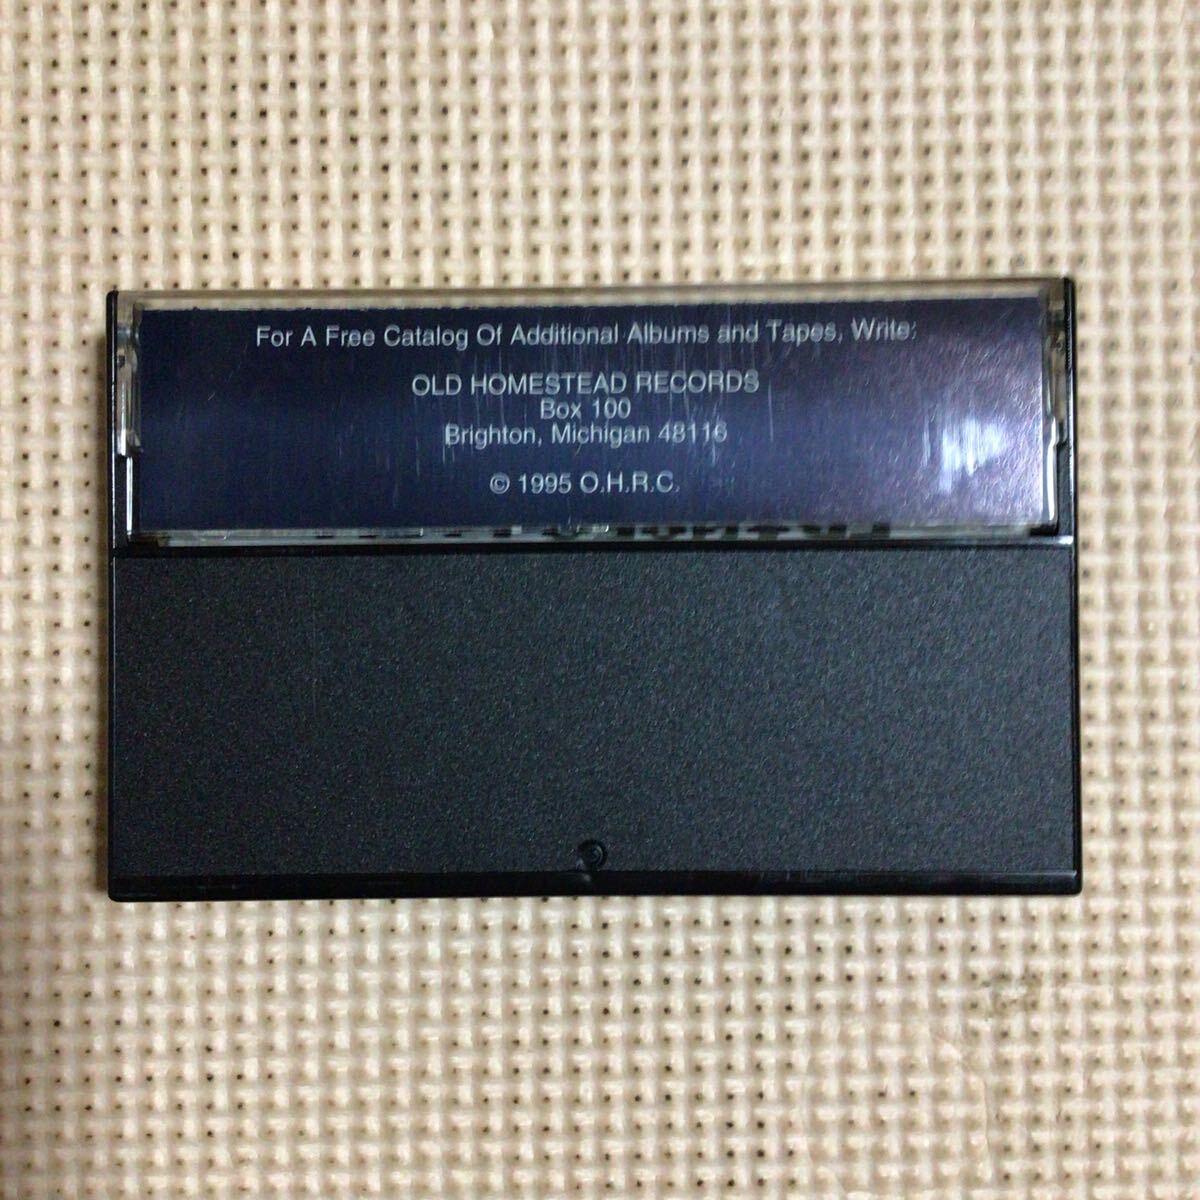 For A Free Catalog Of Additional Albums and Tapes, Write:
OLD HOMESTEAD RECORDS
Box 100
Brighton, Michigan 48116
© 1995 O.H.R.C.